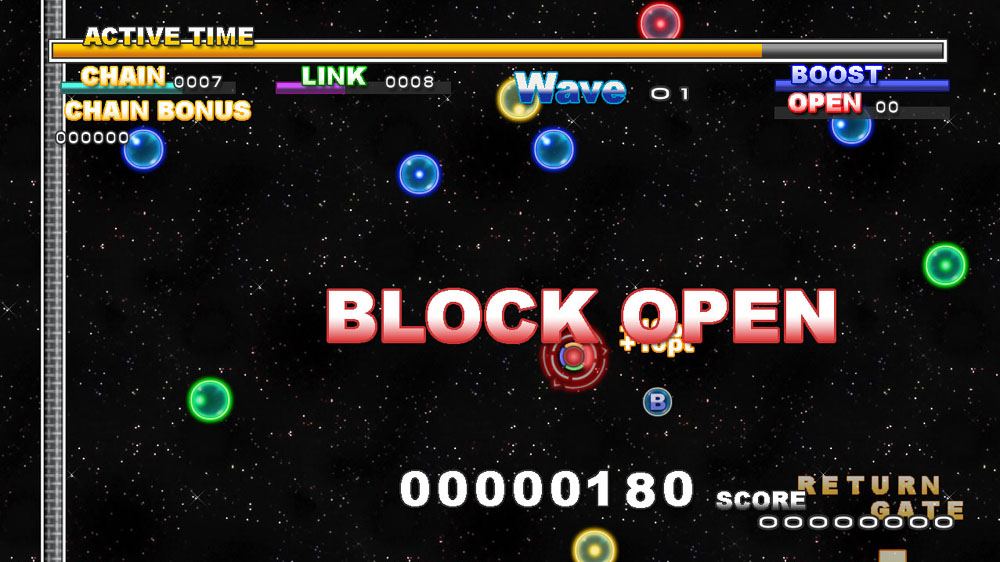 ACTIVE TIME
CHAIN 0007
LINK 0008
Wave 01
BOOST
OPEN 00
CHAIN BONUS
000000
BLOCK OPEN
+10pt
B
00000180
RETURN
GATE
SCORE
00000000